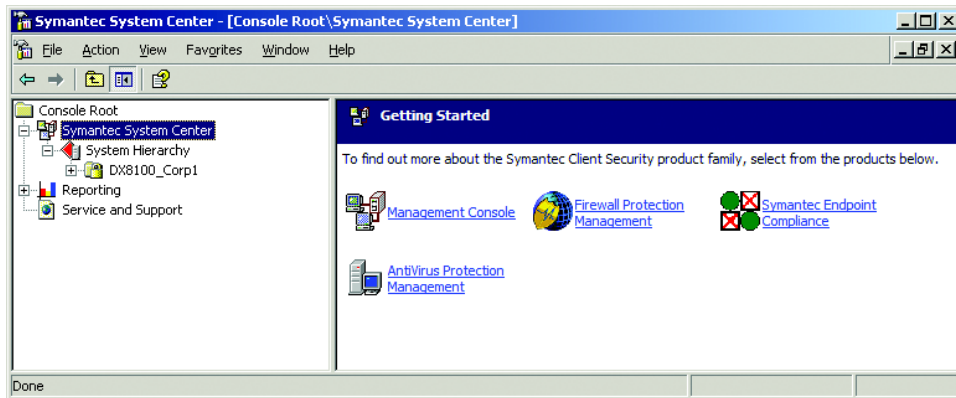 Symantec System Center - [Console Root\Symantec System Center]
File Action View Favorites Window Help
Console Root
Symantec System Center
System Hierarchy
DX8100_Corp1
Reporting
Service and Support
Getting Started
To find out more about the Symantec Client Security product family, select from the products below.
Management Console
Firewall Protection
Management
Symantec Endpoint
Compliance
AntiVirus Protection
Management
Done